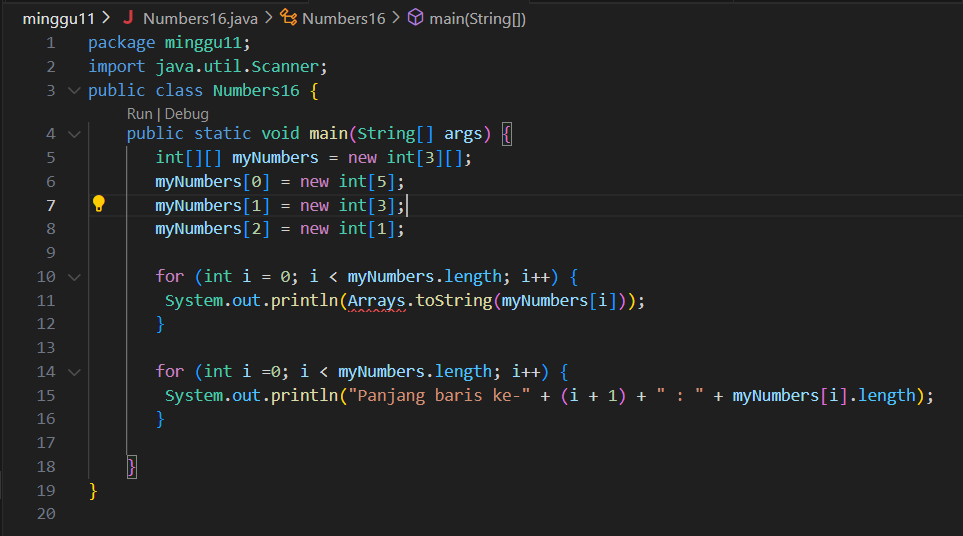 minggu11 > J Numbers16.java > Numbers16 > main(String[])
1 package minggu11;
2 import java.util.Scanner;
3 public class Numbers16 {
Run | Debug
4 public static void main(String[] args) {
5 int[][] myNumbers = new int[3][];
6 myNumbers[0] = new int[5];
7 myNumbers[1] = new int[3];
8 myNumbers[2] = new int[1];
9
10 for (int i = 0; i < myNumbers.length; i++) {
11 System.out.println(Arrays.toString(myNumbers[i]));
12 }
13
14 for (int i =0; i < myNumbers.length; i++) {
15 System.out.println("Panjang baris ke-" + (i + 1) + " : " + myNumbers[i].length);
16 }
17
18 }
19 }
20